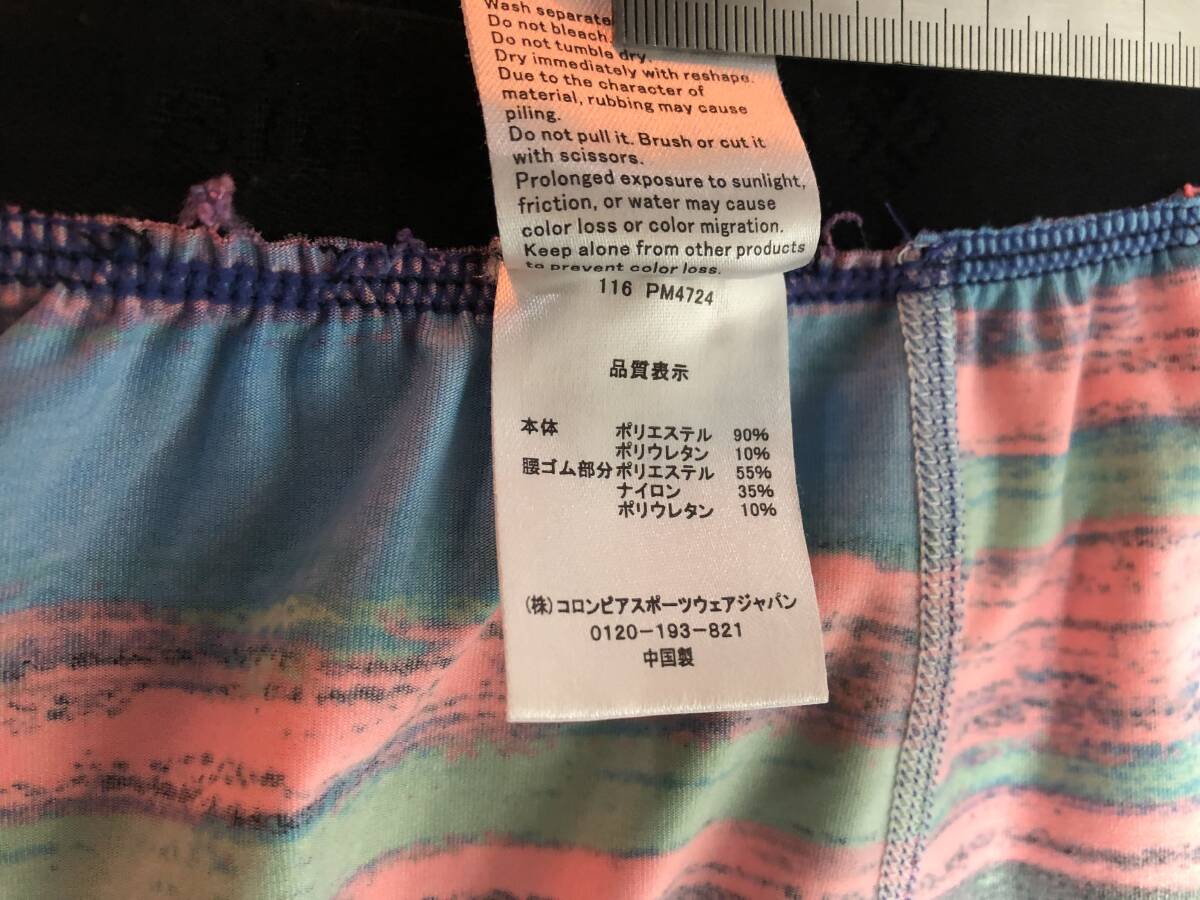 Wash separate
Do not bleach.
Do not tumble dry.
Dry immediately with reshape.
Due to the character of
material, rubbing may cause
piling.
Do not pull it. Brush or cut it
with scissors.
Prolonged exposure to sunlight,
friction, or water may cause
color loss or color migration.
Keep alone from other products
to prevent color loss.
116 PM4724
品質表示
本体 ポリエステル 90%
ポリウレタン 10%
腰ゴム部分 ポリエステル 55%
ナイロン 35%
ポリウレタン 10%
(株)コロンビアスポーツウェアジャパン
0120-193-821
中国製